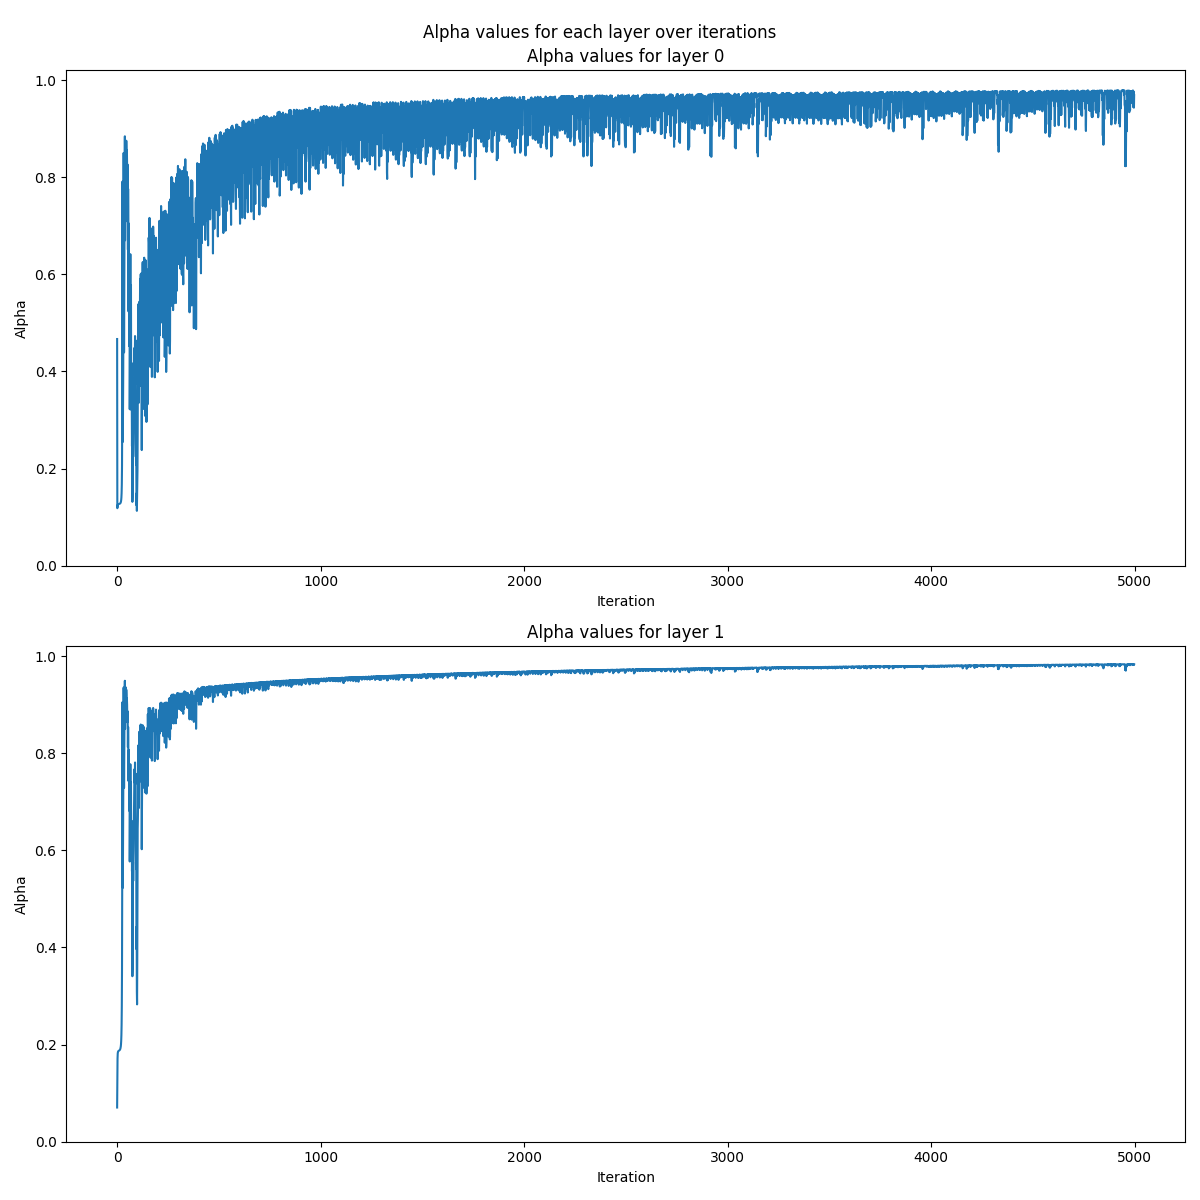 Alpha values for each layer over iterations
Alpha values for layer 0
1.0
0.8
0.6
0.4
0.2
0.0
Alpha
0 1000 2000 3000 4000 5000
Iteration
Alpha values for layer 1
1.0
0.8
0.6
0.4
0.2
0.0
Alpha
0 1000 2000 3000 4000 5000
Iteration